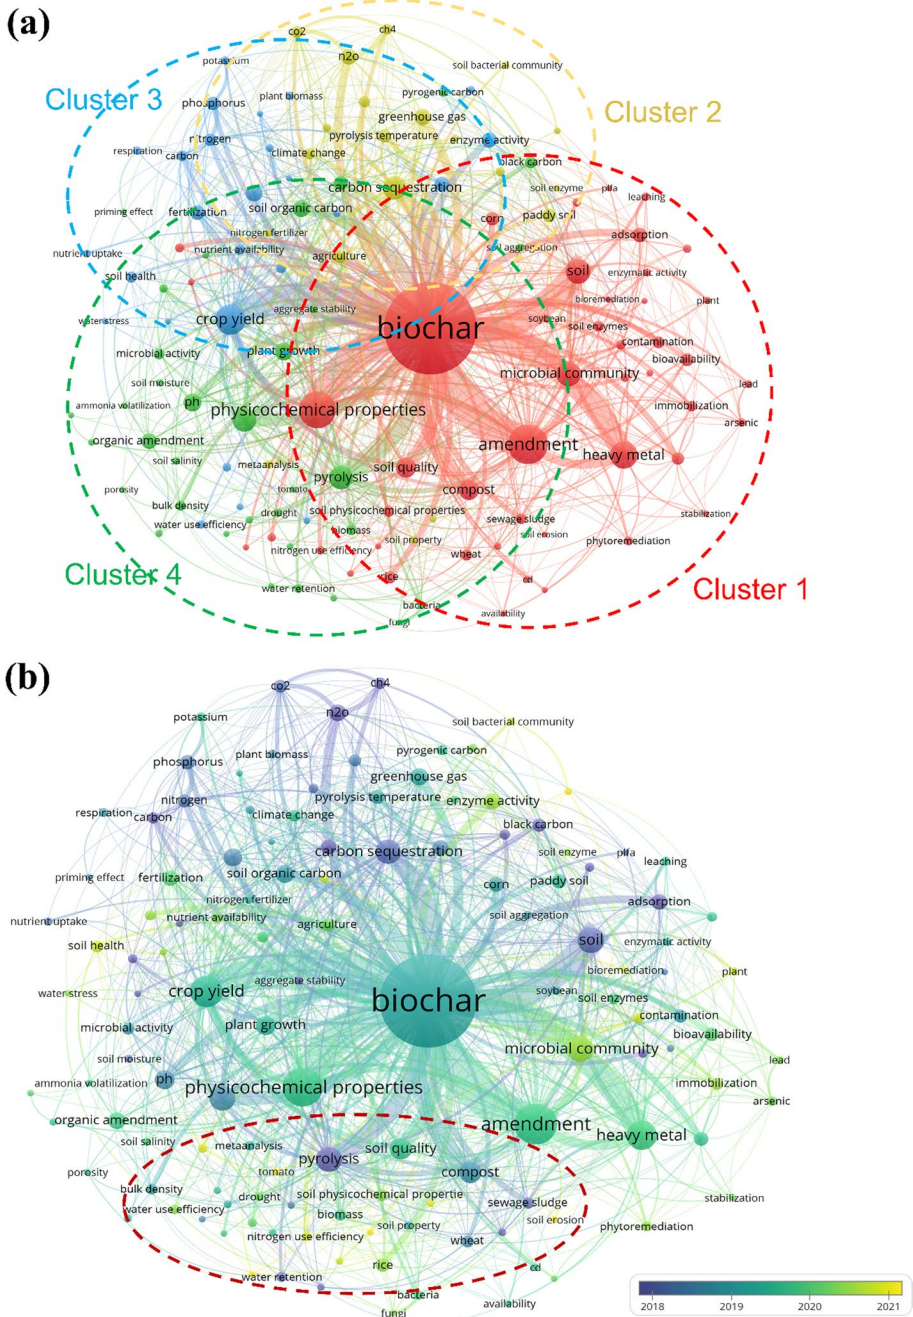 (a)
co2
ch4
potassium
n2o
soil bacterial community
Cluster 3
plant biomass
pyrogenic carbon
phosphorus
Cluster 2
greenhouse gas
nitrogen
pyrolysis temperature
enzyme activity
respiration
carbon
climate change
black carbon
carbon sequestration
soil enzyme
plfa
leaching
priming effect
fertilization
soil organic carbon
corn
paddy soil
nitrogen fertilizer
adsorption
nutrient uptake
nutrient availability
agriculture
soil aggregation
soil health
soil
enzymatic activity
bioremediation
plant
aggregate stability
water stress
crop yield
biochar
soybean
soil enzymes
contamination
microbial activity
plant growth
bioavailability
soil moisture
microbial community
lead
ammonia volatilization
ph
physicochemical properties
immobilization
arsenic
organic amendment
amendment
heavy metal
soil salinity
metaanalysis
soil quality
pyrolysis
porosity
tomato
compost
bulk density
drought
soil physicochemical properties
stabilization
water use efficiency
biomass
sewage sludge
soil property
soil erosion
phytoremediation
nitrogen use efficiency
wheat
Cluster 4
rice
cd
Cluster 1
water retention
bacteria
availability
fungi
(b)
co2
ch4
potassium
n2o
soil bacterial community
plant biomass
pyrogenic carbon
phosphorus
greenhouse gas
nitrogen
pyrolysis temperature
enzyme activity
respiration
carbon
climate change
black carbon
carbon sequestration
soil enzyme
plfa
leaching
priming effect
fertilization
soil organic carbon
corn
paddy soil
nitrogen fertilizer
adsorption
nutrient uptake
nutrient availability
agriculture
soil aggregation
soil health
soil
enzymatic activity
bioremediation
plant
aggregate stability
water stress
crop yield
biochar
soybean
soil enzymes
contamination
microbial activity
plant growth
bioavailability
soil moisture
microbial community
lead
ammonia volatilization
ph
physicochemical properties
immobilization
arsenic
organic amendment
amendment
heavy metal
soil salinity
metaanalysis
soil quality
pyrolysis
porosity
tomato
compost
bulk density
drought
soil physicochemical propertie
stabilization
water use efficiency
biomass
sewage sludge
soil property
soil erosion
phytoremediation
nitrogen use efficiency
wheat
rice
cd
water retention
bacteria
availability
fungi
2018 2019 2020 2021